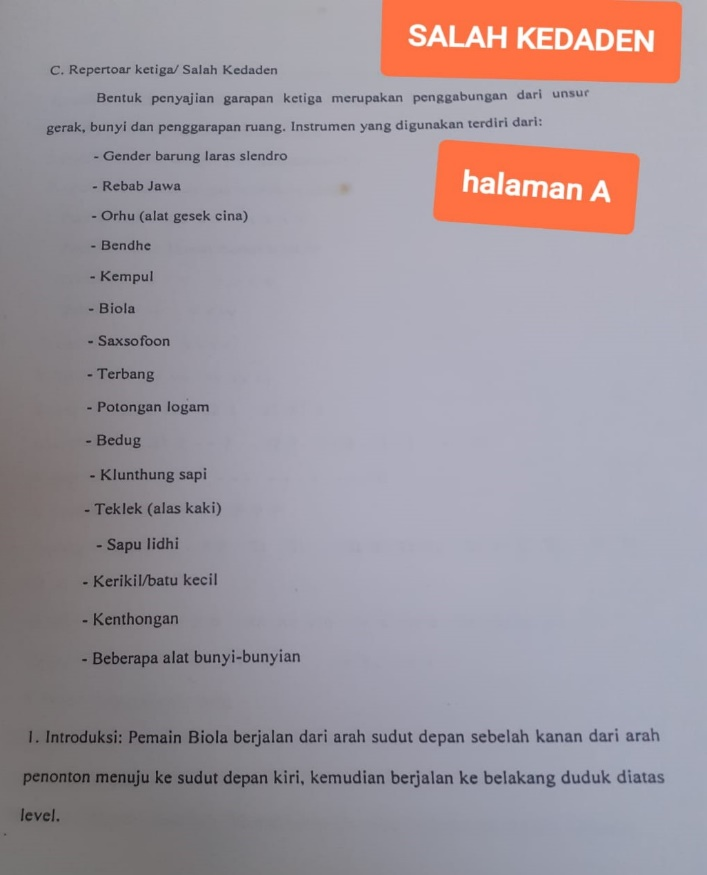 SALAH KEDADEN
C. Repertoar ketiga/ Salah Kedaden
Bentuk penyajian garapan ketiga merupakan penggabungan dari unsur
gerak, bunyi dan penggarapan ruang. Instrumen yang digunakan terdiri dari:
halaman A
- Gender barung laras slendro
- Rebab Jawa
- Orhu (alat gesek cina)
- Bendhe
- Kempul
- Biola
- Saxsofoon
- Terbang
- Potongan logam
- Bedug
- Klunthung sapi
- Teklek (alas kaki)
- Sapu lidhi
- Kerikil/batu kecil
- Kenthongan
- Beberapa alat bunyi-bunyian
1. Introduksi: Pemain Biola berjalan dari arah sudut depan sebelah kanan dari arah
penonton menuju ke sudut depan kiri, kemudian berjalan ke belakang duduk diatas
level.